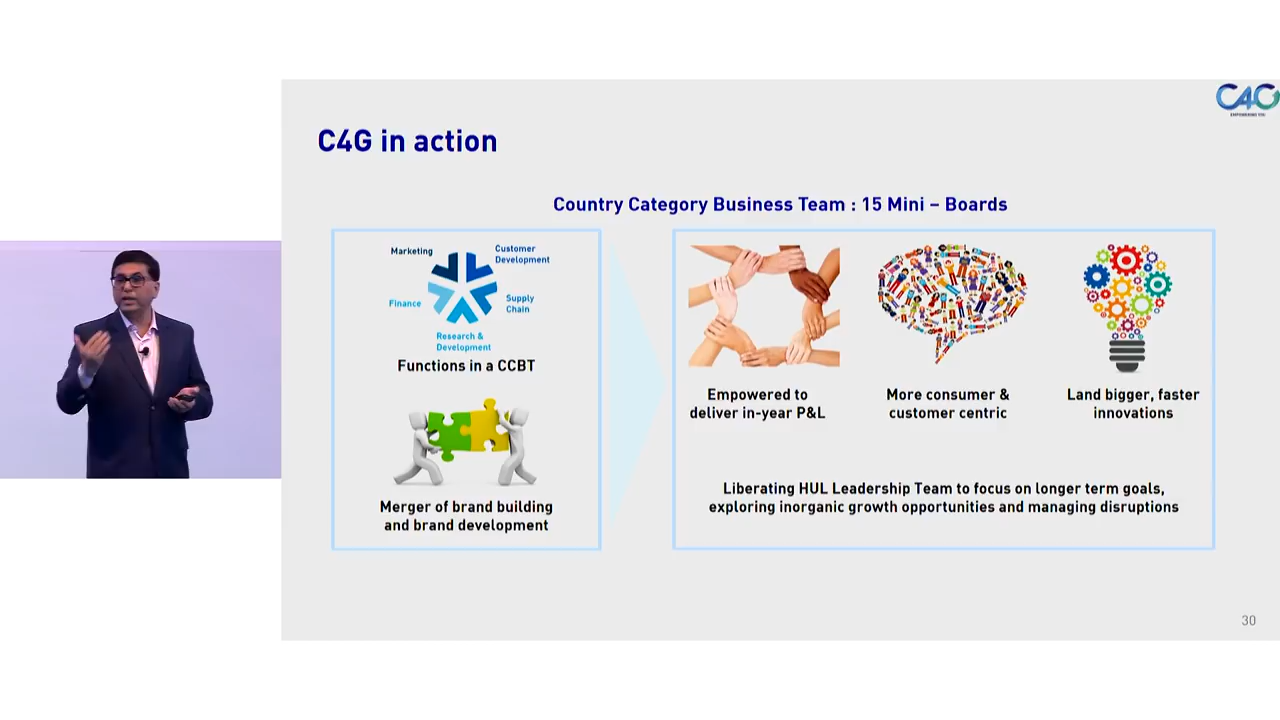 C4G
EMPOWERING YOU
C4G in action
Country Category Business Team : 15 Mini – Boards
Marketing
Customer
Development
Finance
Supply
Chain
Research &
Development
Functions in a CCBT
Merger of brand building
and brand development
Empowered to
deliver in-year P&L
More consumer &
customer centric
Land bigger, faster
innovations
Liberating HUL Leadership Team to focus on longer term goals,
exploring inorganic growth opportunities and managing disruptions
30